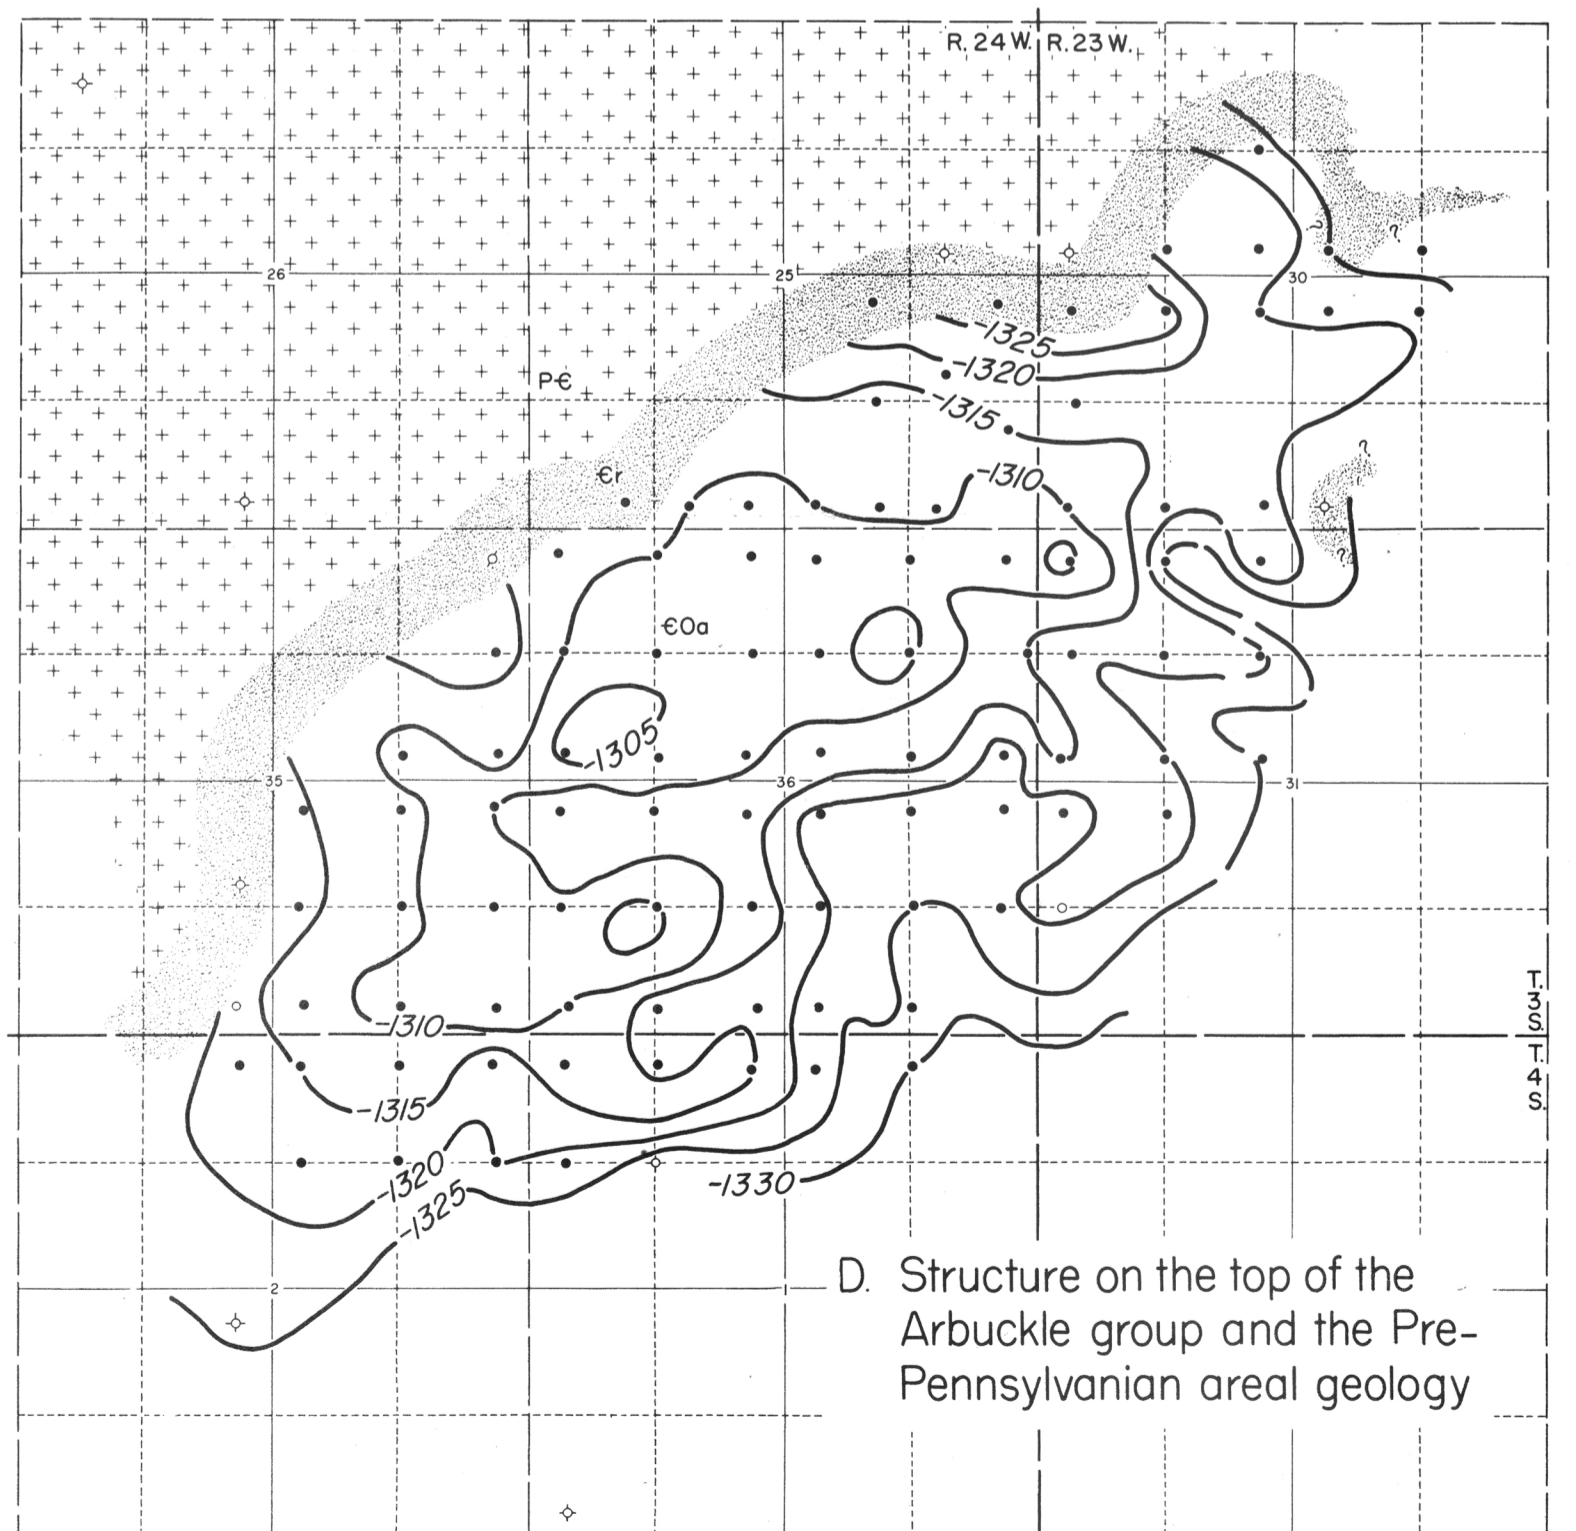 R. 24 W. R. 23 W.
?
?
26
25
30
-1325
-1320
P-Є
-1315
?
Єr
-1310
?
ЄOa
-1305
35
36
31
T.
3
S.
-1310
T.
4
S.
-1315
-1320
-1330
-1325
2
1
D. Structure on the top of the
Arbuckle group and the Pre-
Pennsylvanian areal geology